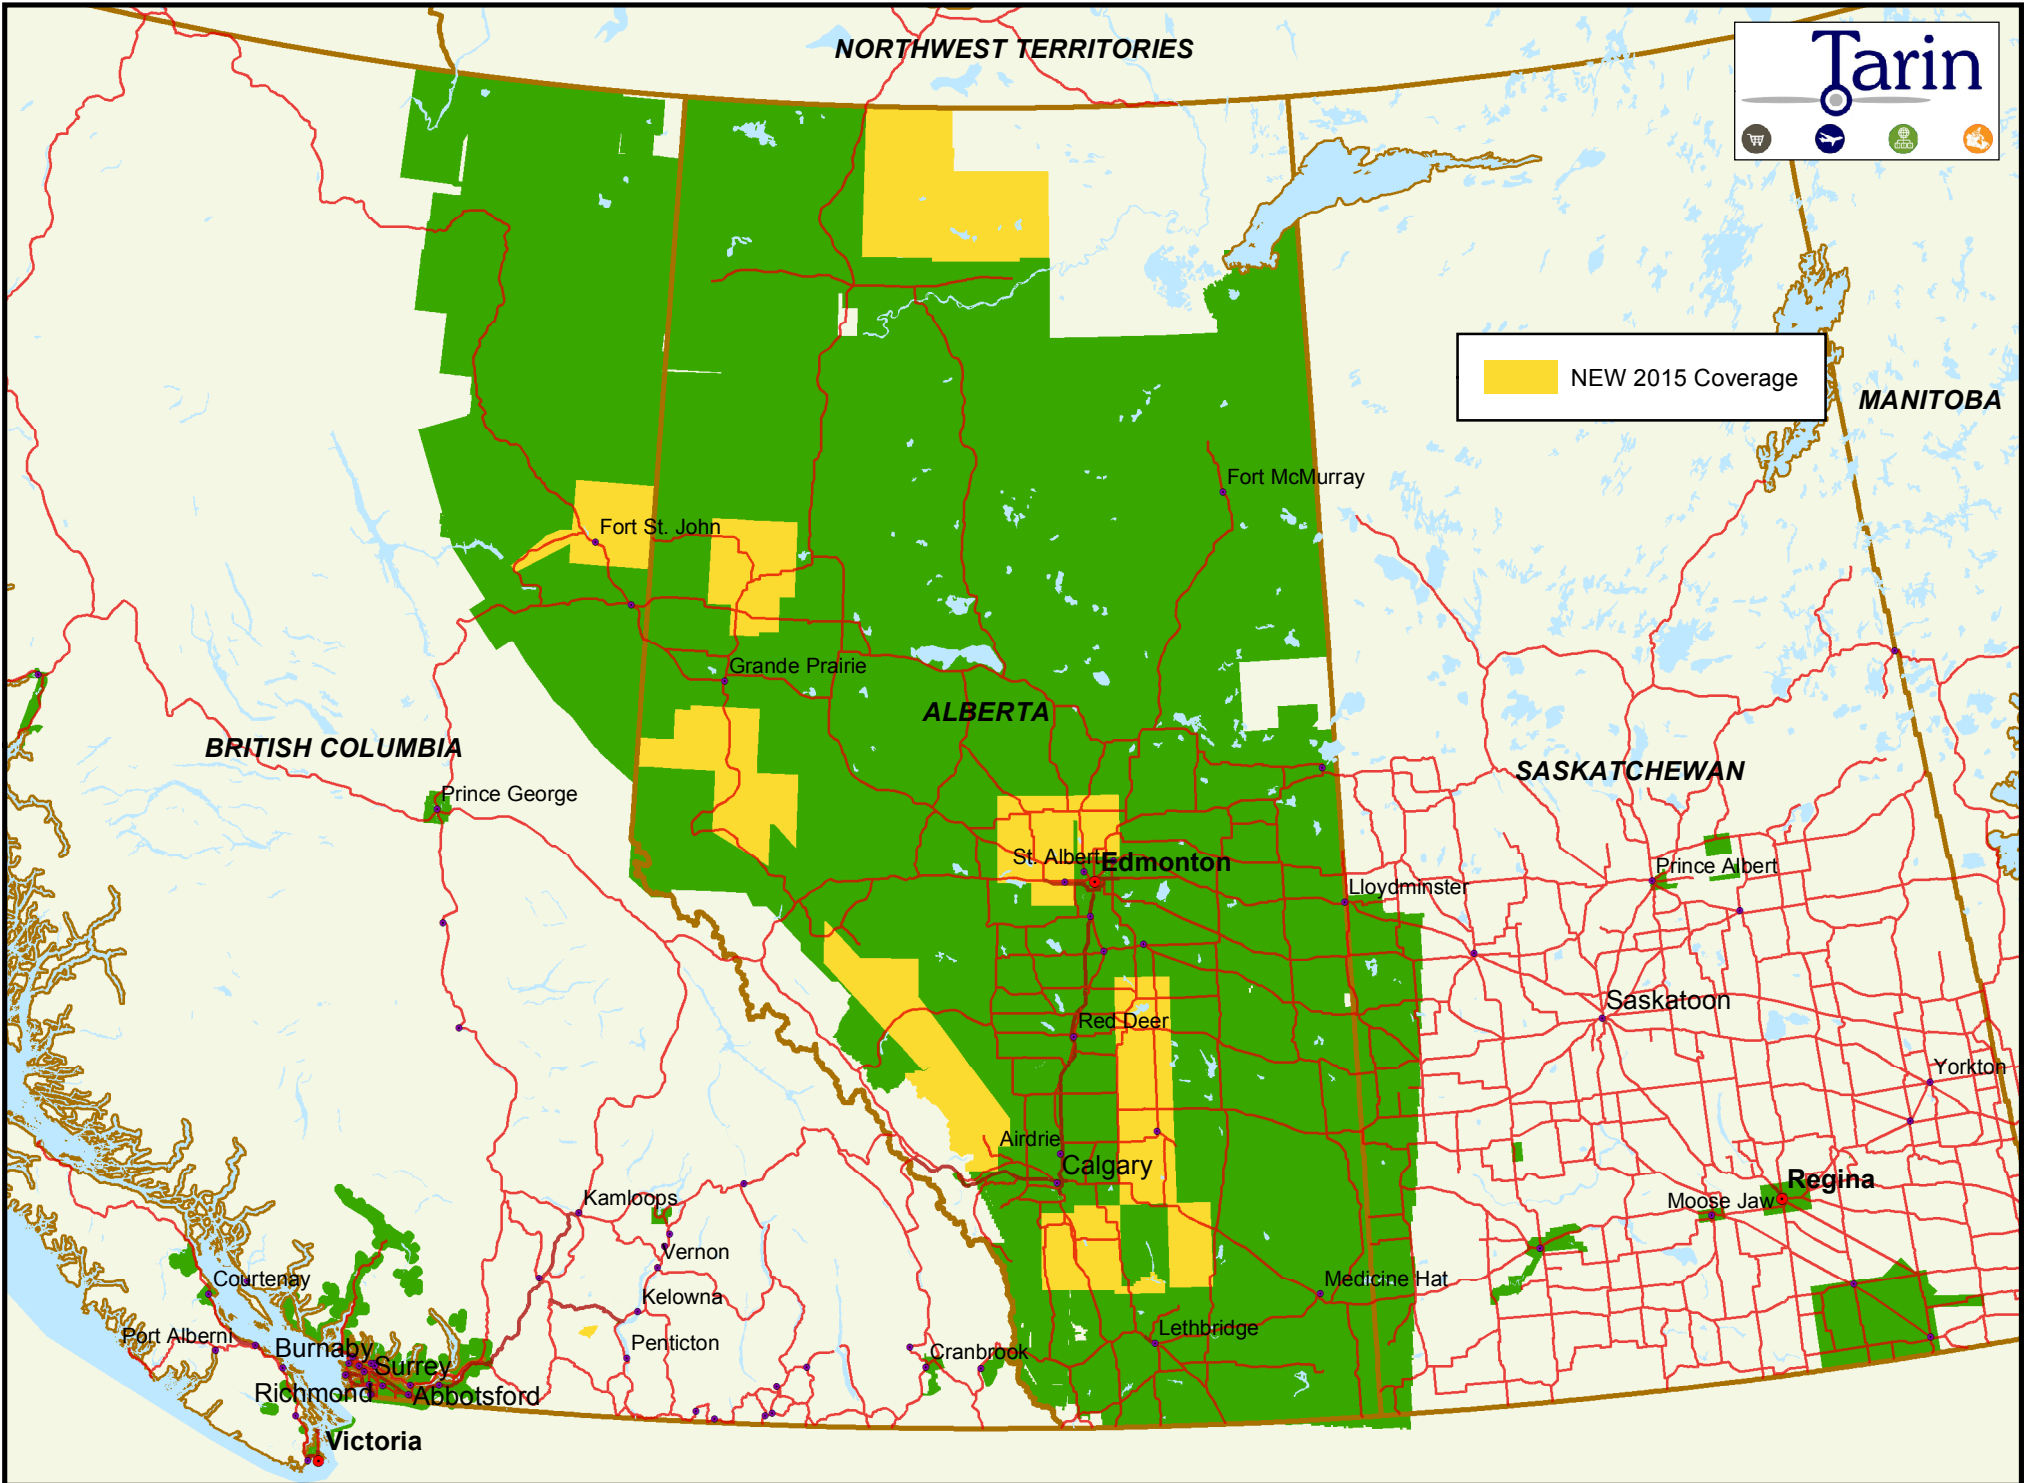 NORTHWEST TERRITORIES
Tarin
NEW 2015 Coverage
MANITOBA
Fort McMurray
Fort St. John
Grande Prairie
ALBERTA
BRITISH COLUMBIA
SASKATCHEWAN
Prince George
St. Albert
Edmonton
Prince Albert
Lloydminster
Saskatoon
Red Deer
Yorkton
Airdrie
Calgary
Regina
Moose Jaw
Kamloops
Vernon
Courtenay
Medicine Hat
Kelowna
Port Alberni
Lethbridge
Penticton
Burnaby
Cranbrook
Surrey
Richmond
Abbotsford
Victoria